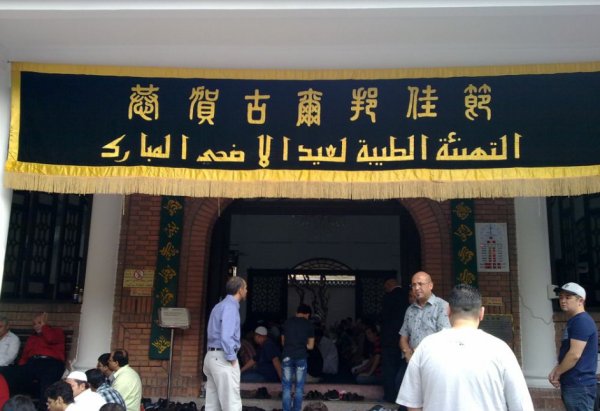 恭賀古爾邦佳節
التهنئة الطيبة لعيد الاضحى المبارك